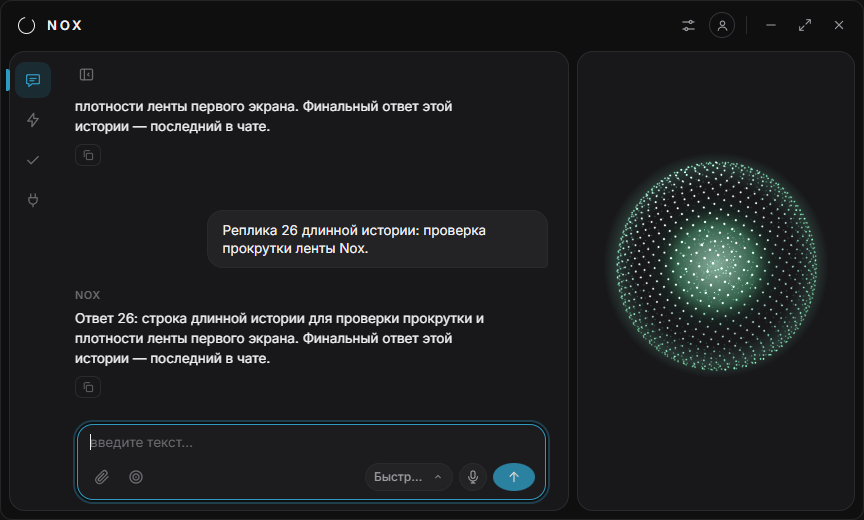 NOX
плотности ленты первого экрана. Финальный ответ этой
истории — последний в чате.
Реплика 26 длинной истории: проверка
прокрутки ленты Nox.
NOX
Ответ 26: строка длинной истории для проверки прокрутки и
плотности ленты первого экрана. Финальный ответ этой
истории — последний в чате.
введите текст...
Быстр...